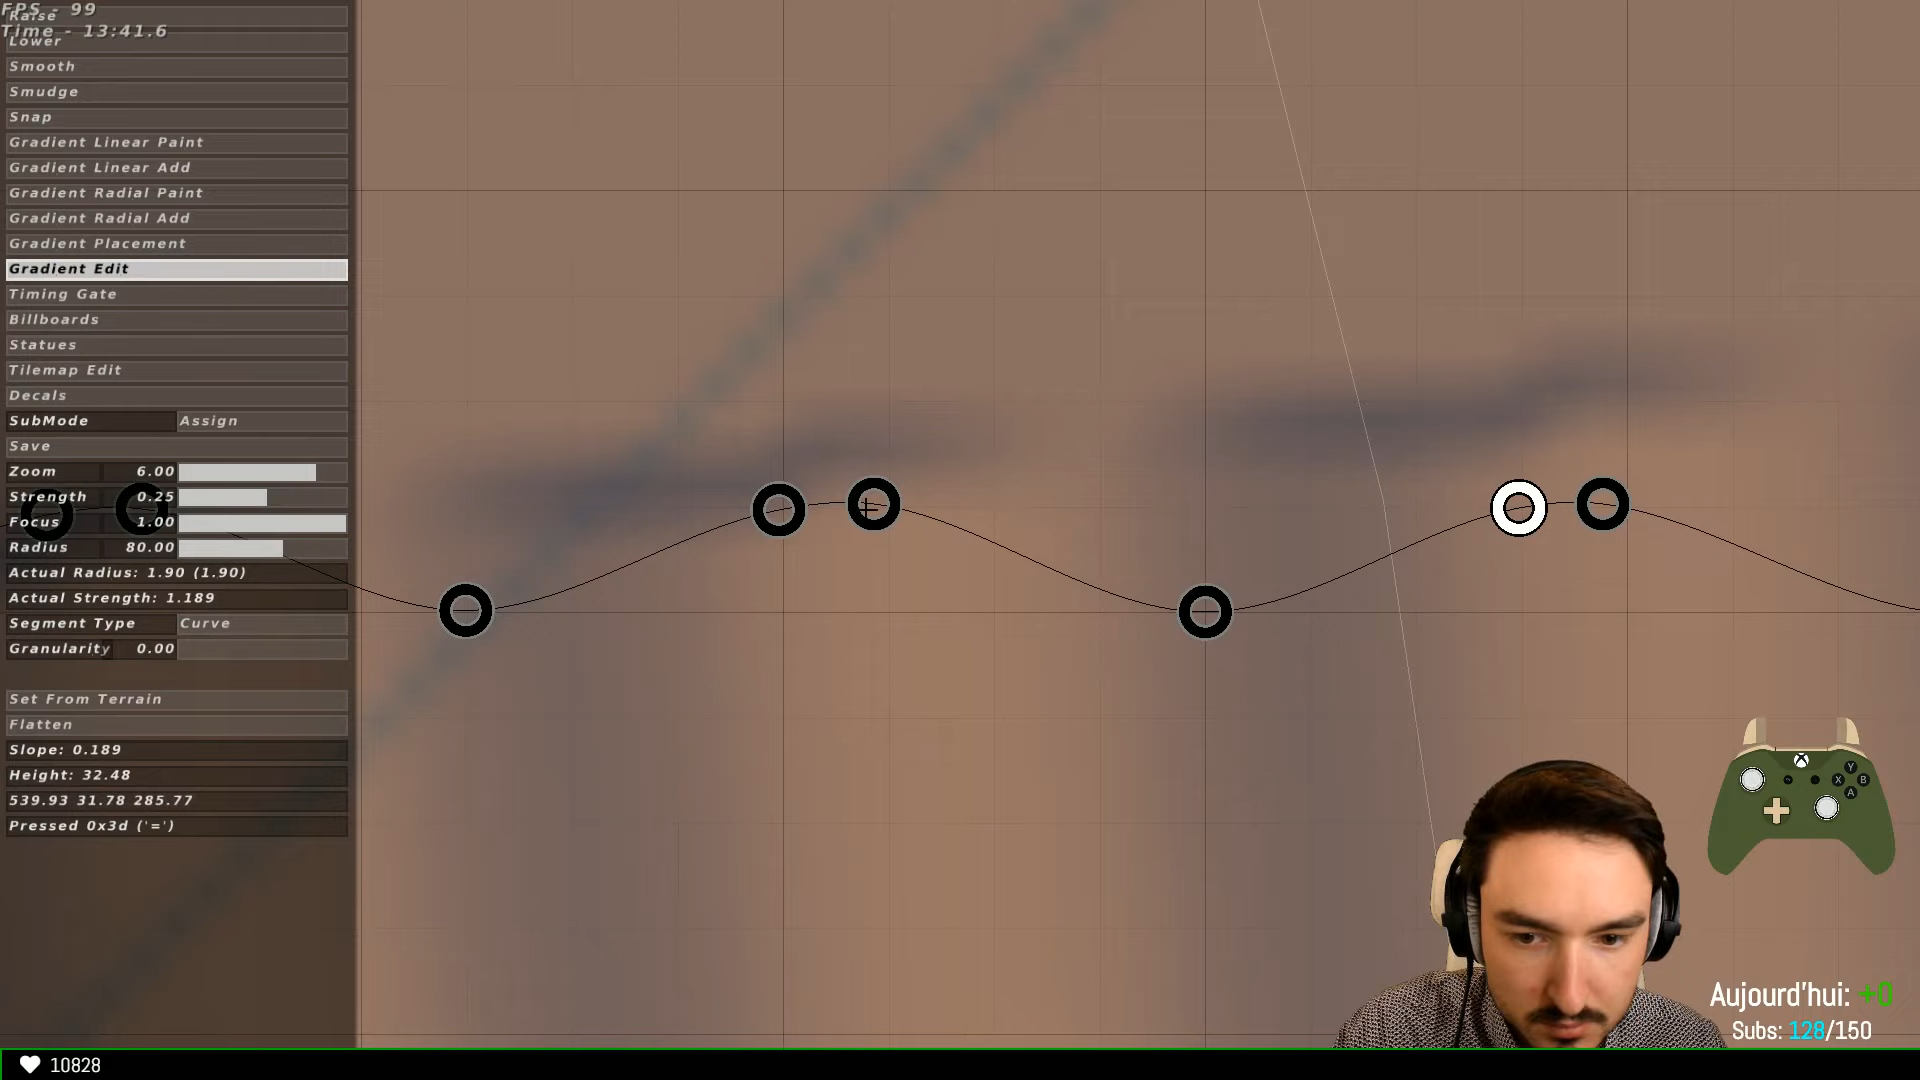 FPS - 99
Raise
Time - 13:41.6
Lower
Smooth
Smudge
Snap
Gradient Linear Paint
Gradient Linear Add
Gradient Radial Paint
Gradient Radial Add
Gradient Placement
Gradient Edit
Timing Gate
Billboards
Statues
Tilemap Edit
Decals
SubMode Assign
Save
Zoom 6.00
Strength 0.25
Focus 1.00
Radius 80.00
Actual Radius: 1.90 (1.90)
Actual Strength: 1.189
Segment Type Curve
Granularity 0.00
Set From Terrain
Flatten
Slope: 0.189
Height: 32.48
539.93 31.78 285.77
Pressed 0x3d ('=')
Y
X B
A
Aujourd'hui: +0
Subs: 128/150
10828